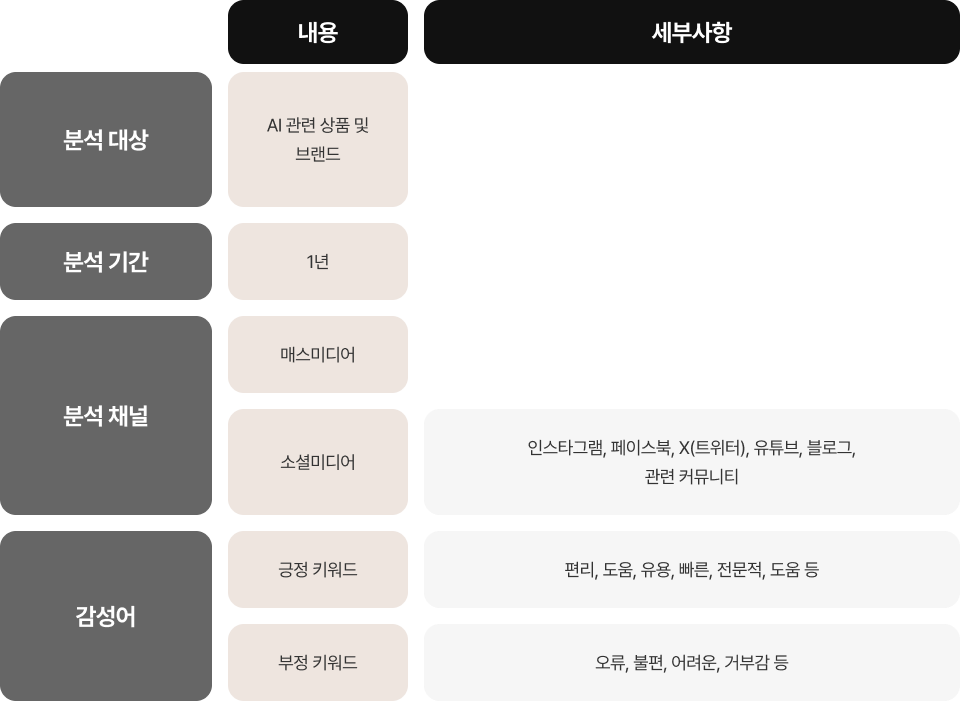 내용
세부사항
분석 대상
AI 관련 상품 및
브랜드
분석 기간
1년
분석 채널
매스미디어
소셜미디어
인스타그램, 페이스북, X(트위터), 유튜브, 블로그,
관련 커뮤니티
감성어
긍정 키워드
편리, 도움, 유용, 빠른, 전문적, 도움 등
부정 키워드
오류, 불편, 어려운, 거부감 등